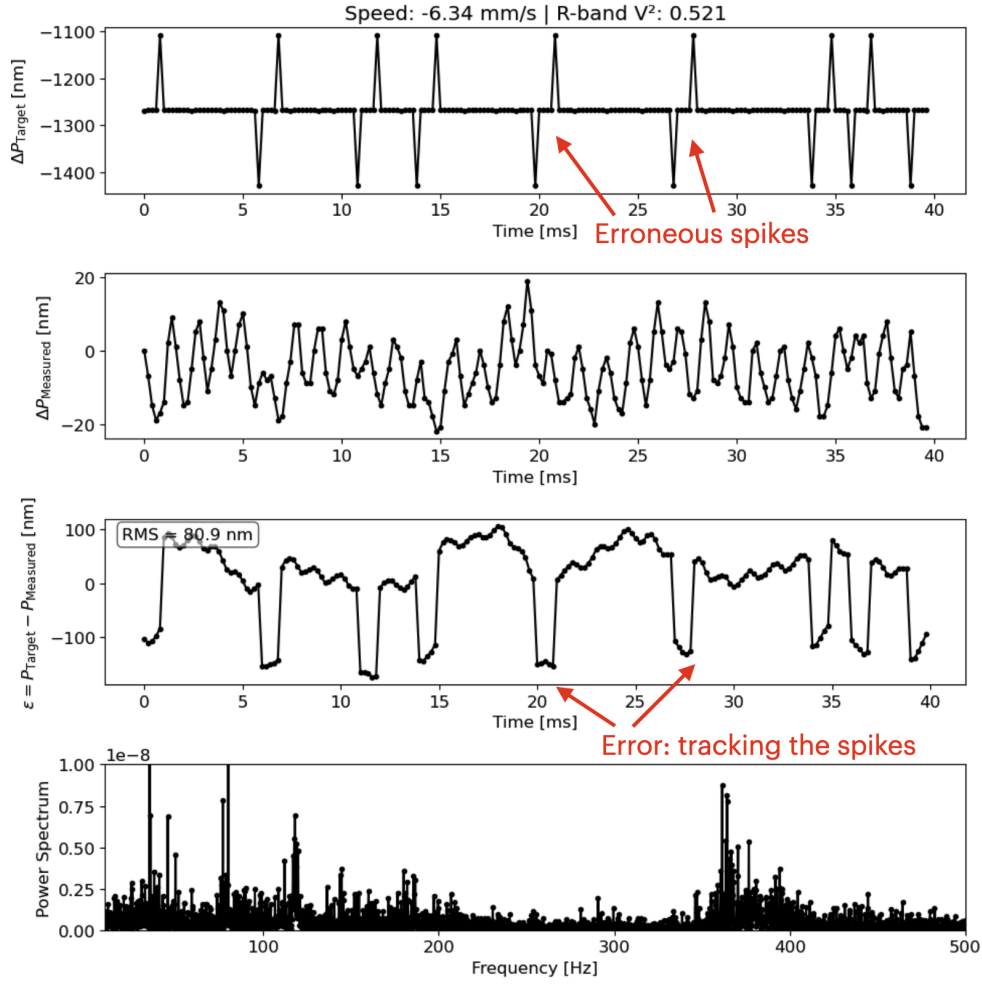 Speed: -6.34 mm/s | R-band V²: 0.521
ΔP_Target [nm]
−1100
−1200
−1300
−1400
0 5 10 15 20 25 30 35 40
Time [ms]
Erroneous spikes
ΔP_Measured [nm]
20
0
−20
0 5 10 15 20 25 30 35 40
Time [ms]
ε = P_Target − P_Measured [nm]
RMS = 80.9 nm
100
0
−100
0 5 10 15 20 25 30 35 40
Time [ms]
Error: tracking the spikes
1e−8
Power Spectrum
1.00
0.75
0.50
0.25
0.00
100 200 300 400 500
Frequency [Hz]